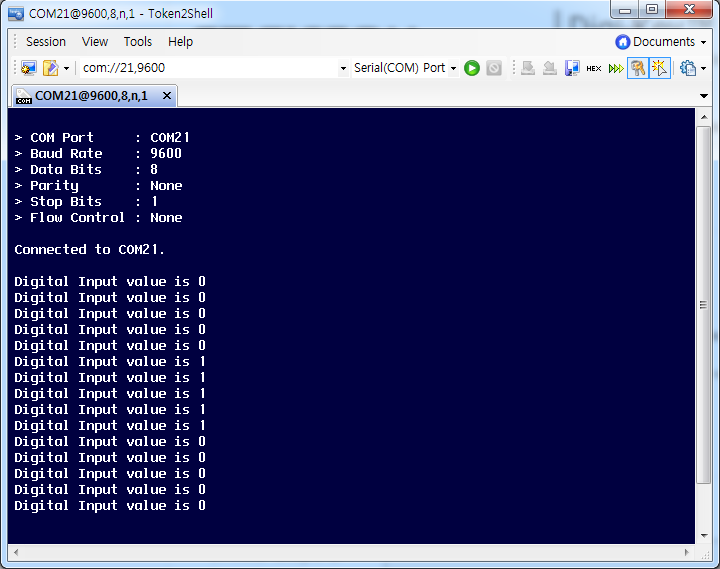 COM21@9600,8,n,1 - Token2Shell
Session Tools Help Documents
com://21,9600 Serial(COM) Port HEX
COM COM21@9600,8,n,1
> COM Port : COM21
> Baud Rate : 9600
> Data Bits : 8
> Parity : None
> Stop Bits : 1
> Flow Control : None
Connected to COM21.
Digital Input value is 0
Digital Input value is 0
Digital Input value is 0
Digital Input value is 0
Digital Input value is 0
Digital Input value is 1
Digital Input value is 1
Digital Input value is 1
Digital Input value is 1
Digital Input value is 1
Digital Input value is 0
Digital Input value is 0
Digital Input value is 0
Digital Input value is 0
Digital Input value is 0